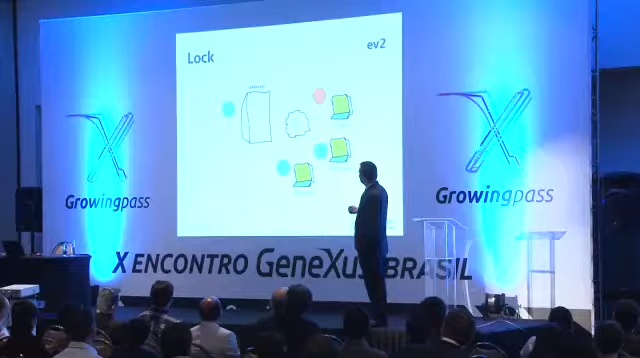 Lock
ev2
Growingpass
Growingpass
X ENCONTRO GeneXus BRASIL